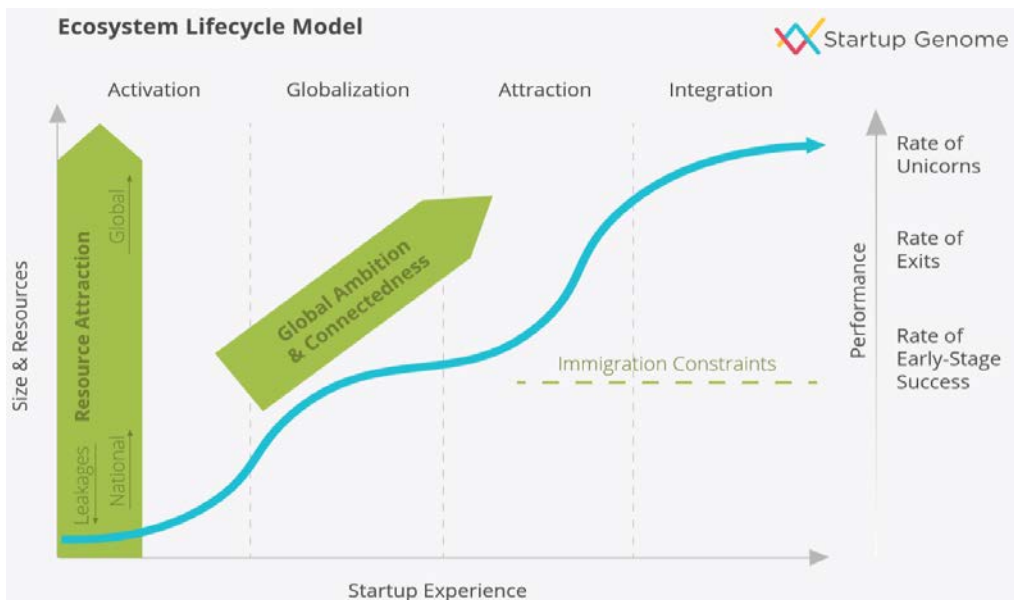 Ecosystem Lifecycle Model
Startup Genome
Activation
Globalization
Attraction
Integration
Size & Resources
Resource Attraction
Global
Leakages
National
Global Ambition
& Connectedness
Immigration Constraints
Performance
Rate of
Unicorns
Rate of
Exits
Rate of
Early-Stage
Success
Startup Experience